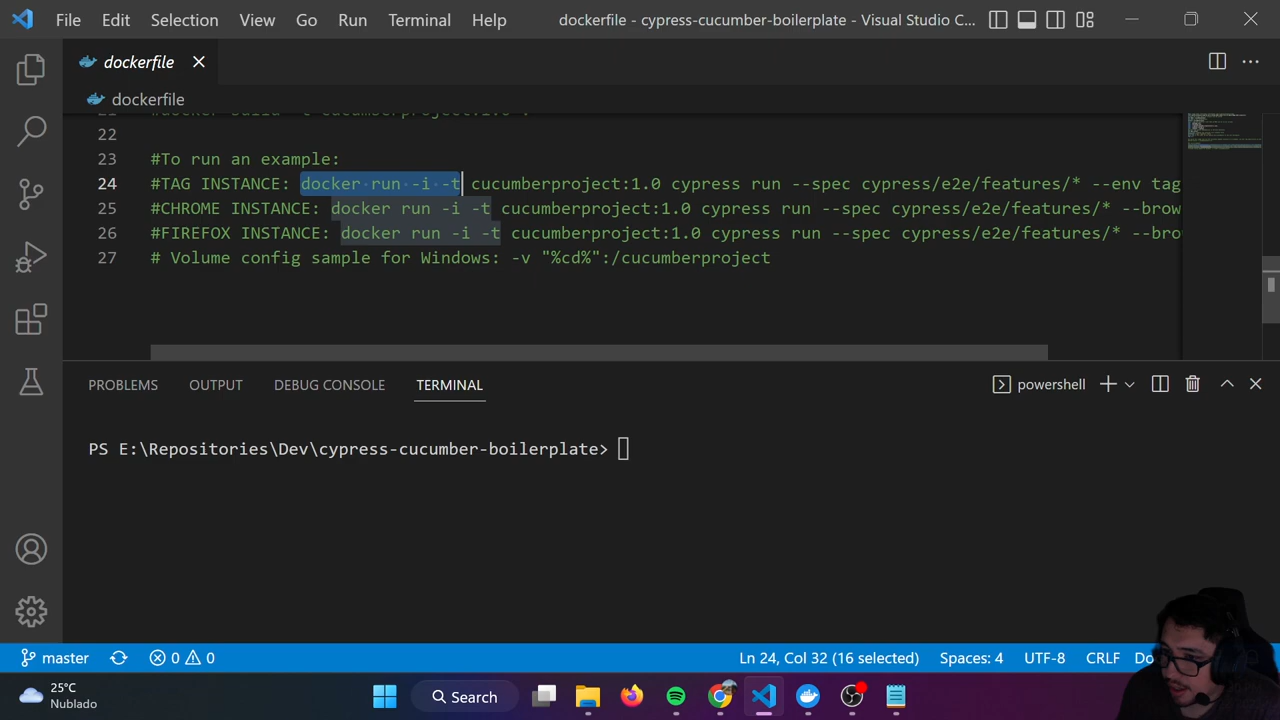 File Edit Selection View Go Run Terminal Help dockerfile - cypress-cucumber-boilerplate - Visual Studio C...
dockerfile
dockerfile
22
23 #To run an example:
24 #TAG INSTANCE: docker run -i -t cucumberproject:1.0 cypress run --spec cypress/e2e/features/* --env tag
25 #CHROME INSTANCE: docker run -i -t cucumberproject:1.0 cypress run --spec cypress/e2e/features/* --brow
26 #FIREFOX INSTANCE: docker run -i -t cucumberproject:1.0 cypress run --spec cypress/e2e/features/* --bro
27 # Volume config sample for Windows: -v "%cd%":/cucumberproject
PROBLEMS OUTPUT DEBUG CONSOLE TERMINAL powershell
PS E:\Repositories\Dev\cypress-cucumber-boilerplate>
master 0 0 Ln 24, Col 32 (16 selected) Spaces: 4 UTF-8 CRLF Do
25°C
Nublado
Search